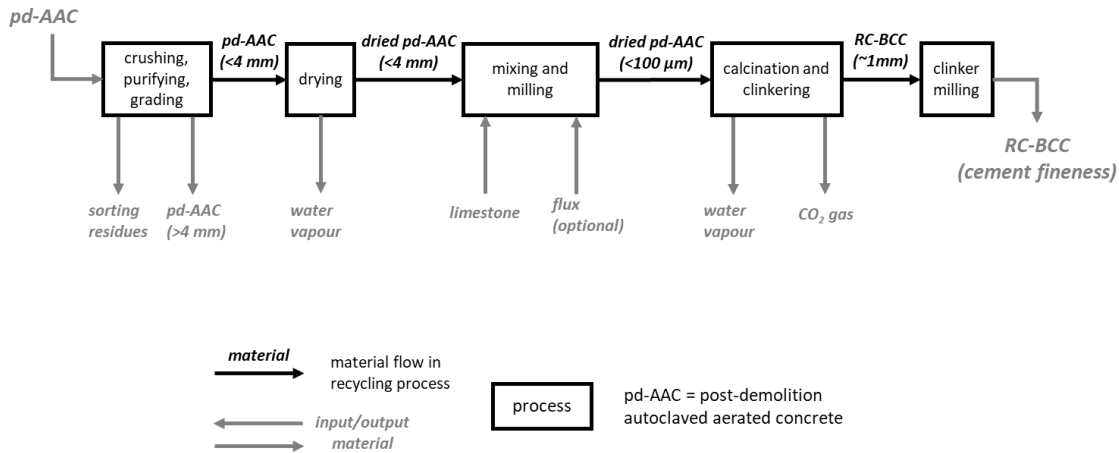 pd-AAC
crushing,
purifying,
grading
pd-AAC
(<4 mm)
drying
dried pd-AAC
(<4 mm)
mixing and
milling
dried pd-AAC
(<100 µm)
calcination and
clinkering
RC-BCC
(~1mm)
clinker
milling
RC-BCC
(cement fineness)
sorting
residues
pd-AAC
(>4 mm)
water
vapour
limestone
flux
(optional)
water
vapour
CO₂ gas
material
material flow in
recycling process
input/output
material
process
pd-AAC = post-demolition
autoclaved aerated concrete